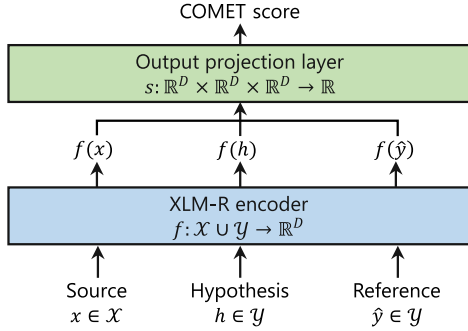 COMET score
Output projection layer
s: ℝ^D × ℝ^D × ℝ^D → ℝ
f(x) f(h) f(ŷ)
XLM-R encoder
f: 𝒳 ∪ 𝒴 → ℝ^D
Source Hypothesis Reference
x ∈ 𝒳 h ∈ 𝒴 ŷ ∈ 𝒴